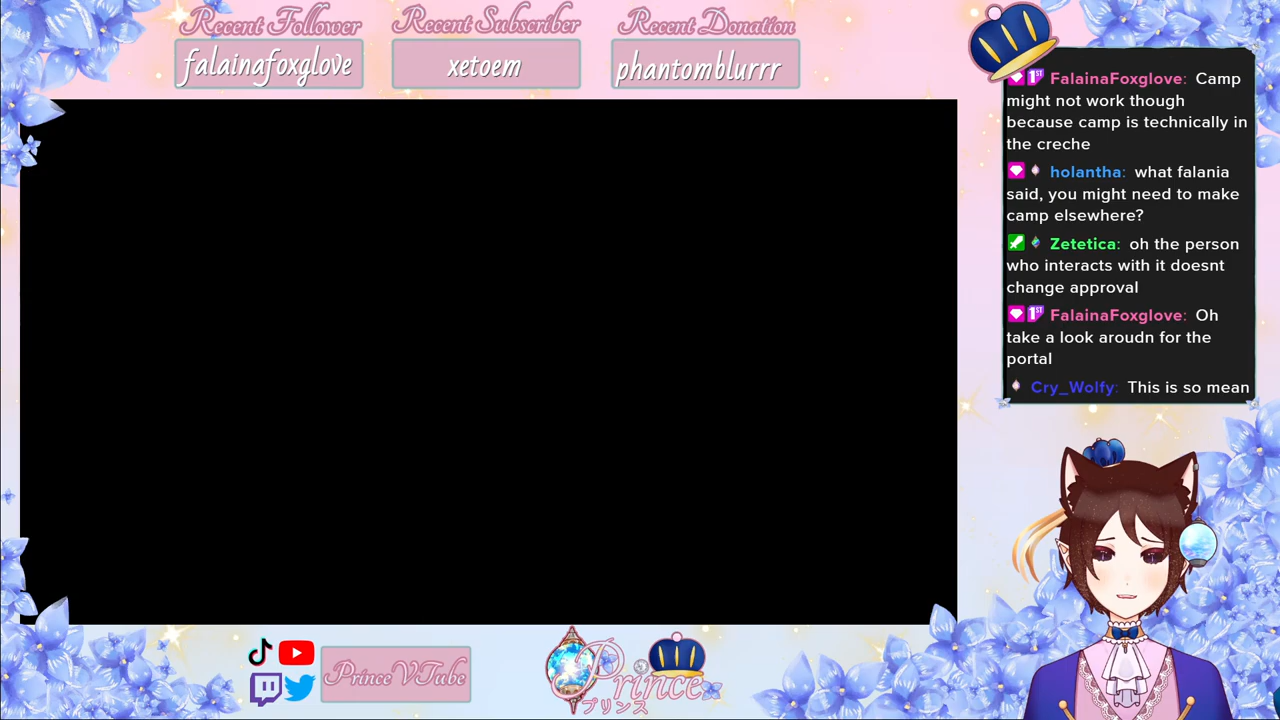 Recent Follower
falainafoxglove
Recent Subscriber
xetoem
Recent Donation
phantomblurrr
1ST FalainaFoxglove: Camp
might not work though
because camp is technically in
the creche
holantha: what falania
said, you might need to make
camp elsewhere?
Zetetica: oh the person
who interacts with it doesnt
change approval
1ST FalainaFoxglove: Oh
take a look aroudn for the
portal
Cry_Wolfy: This is so mean
Prince VTube
Prince
プリンス